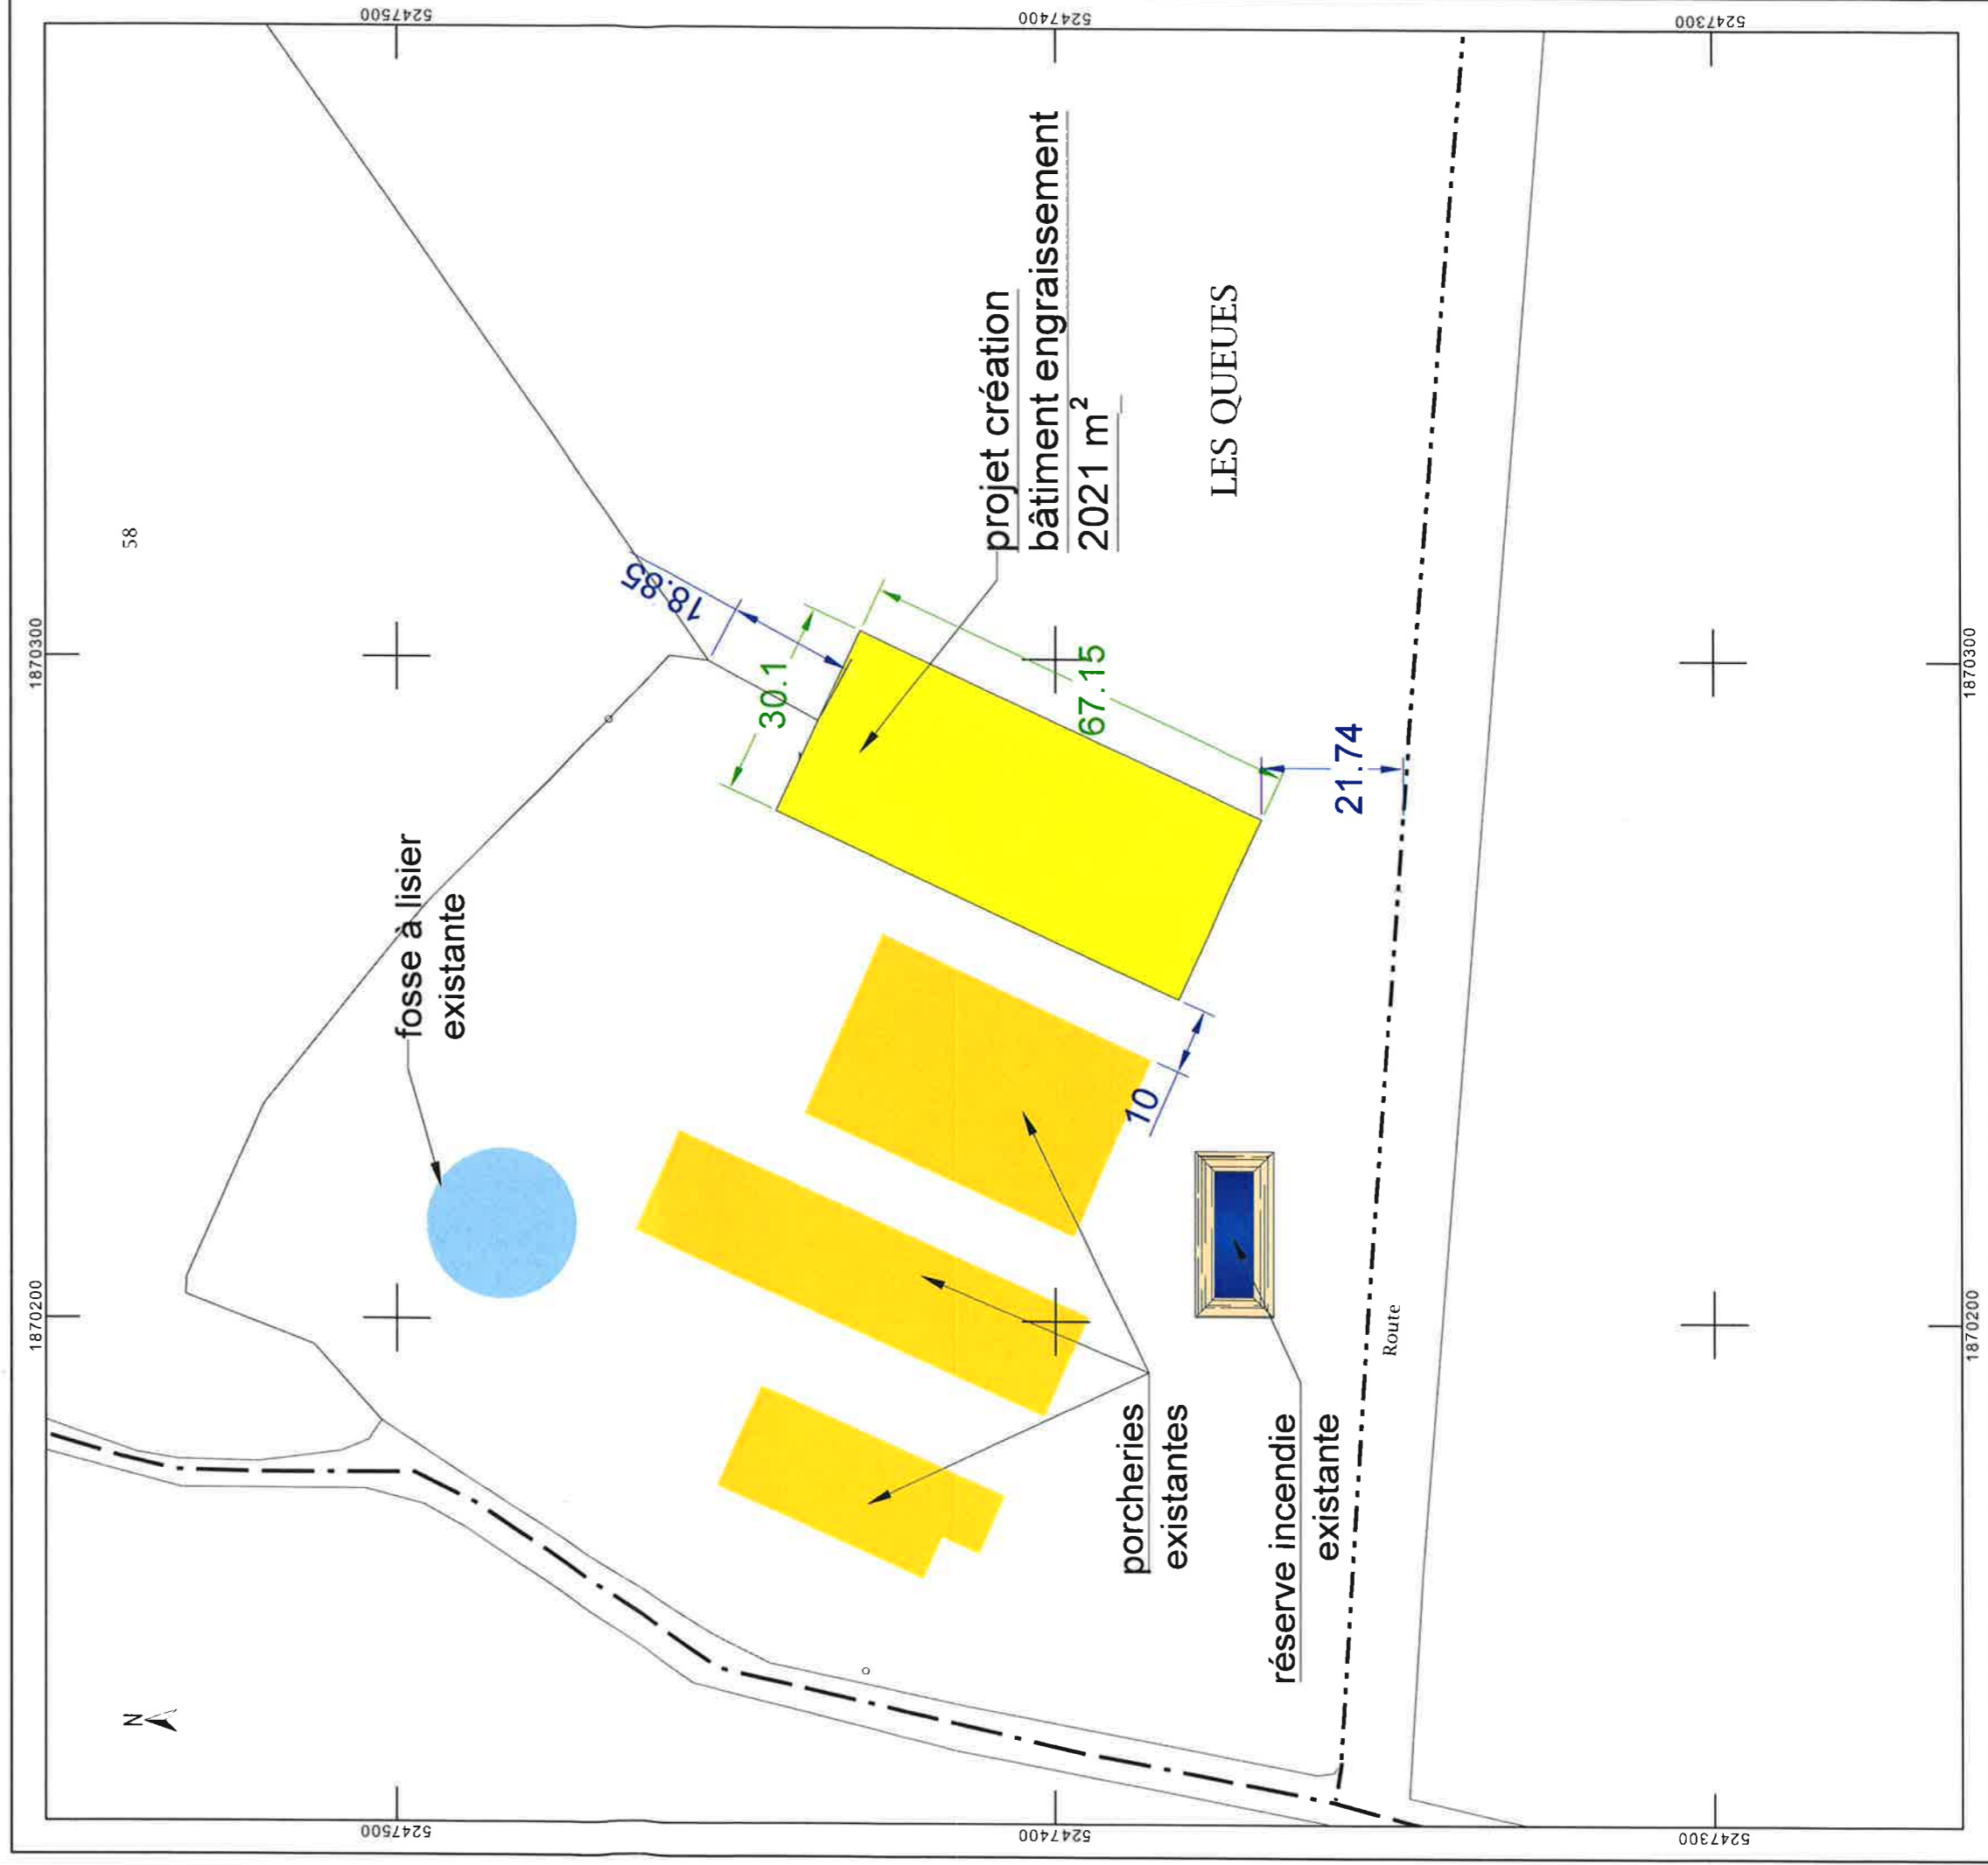 5247500
5247400
5247300
1870300
1870200
58
N
fosse à lisier
existante
18.85
30.1
67.15
21.74
10
projet création
bâtiment engraissement
2021 m²
LES QUEUES
porcheries
existantes
réserve incendie
existante
Route
1870300
1870200
5247500
5247400
5247300